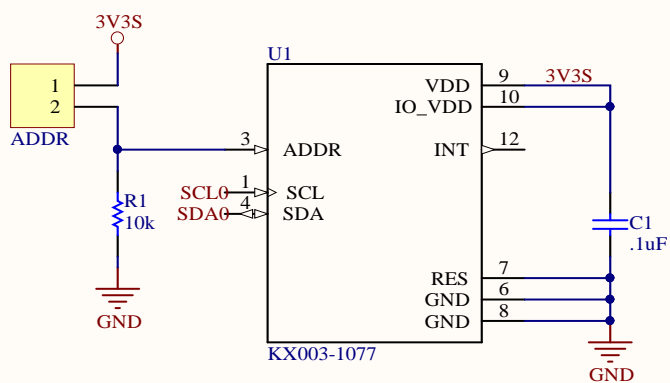 3V3S
1
2
ADDR
R1
10k
GND
SCL0
SDA0
U1
3
1
4
ADDR
SCL
SDA
VDD
IO_VDD
INT
RES
GND
GND
9
10
12
7
6
8
KX003-1077
3V3S
C1
.1uF
GND